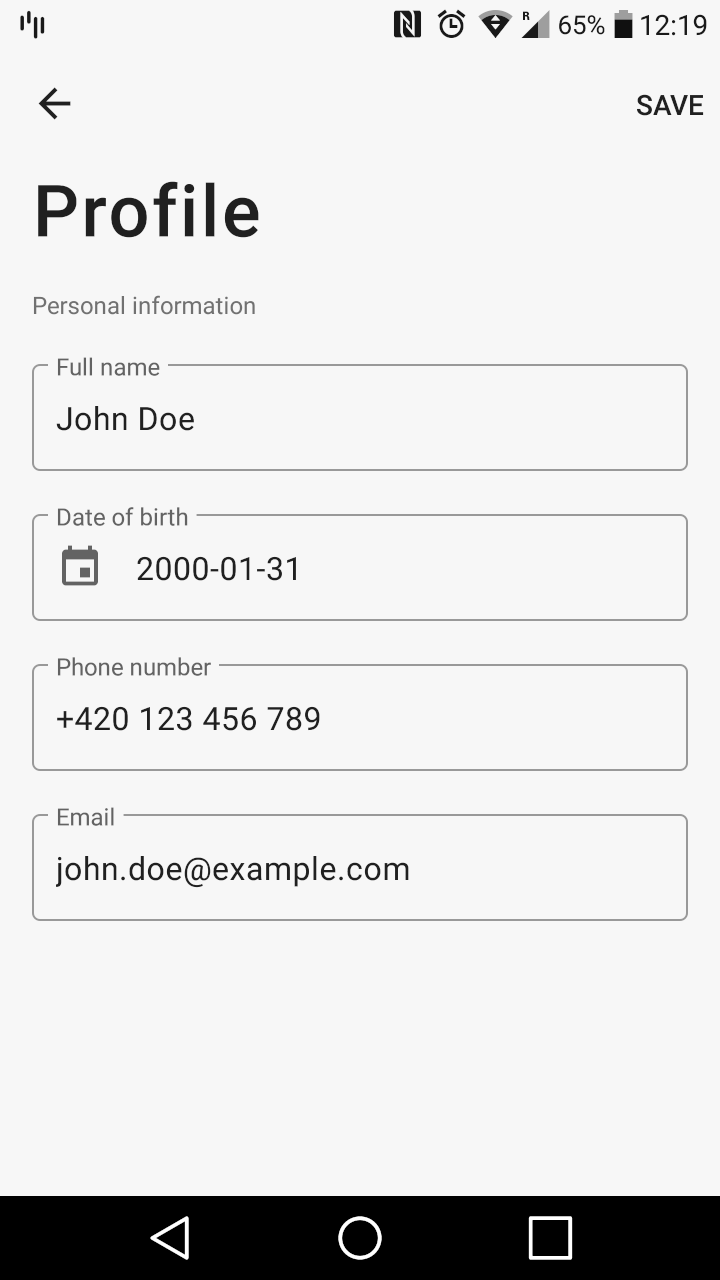 R 65% 12:19
SAVE
Profile
Personal information
Full name
John Doe
Date of birth
2000-01-31
Phone number
+420 123 456 789
Email
john.doe@example.com